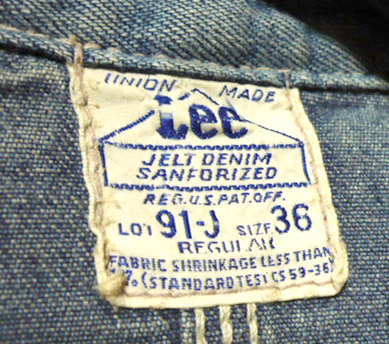 UNION MADE
Lee
JELT DENIM
SANFORIZED
REG.U.S.PAT.OFF.
LOT 91-J SIZE 36
REGULAR
FABRIC SHRINKAGE LESS THAN
%(STANDARD TEST CS 59-36)